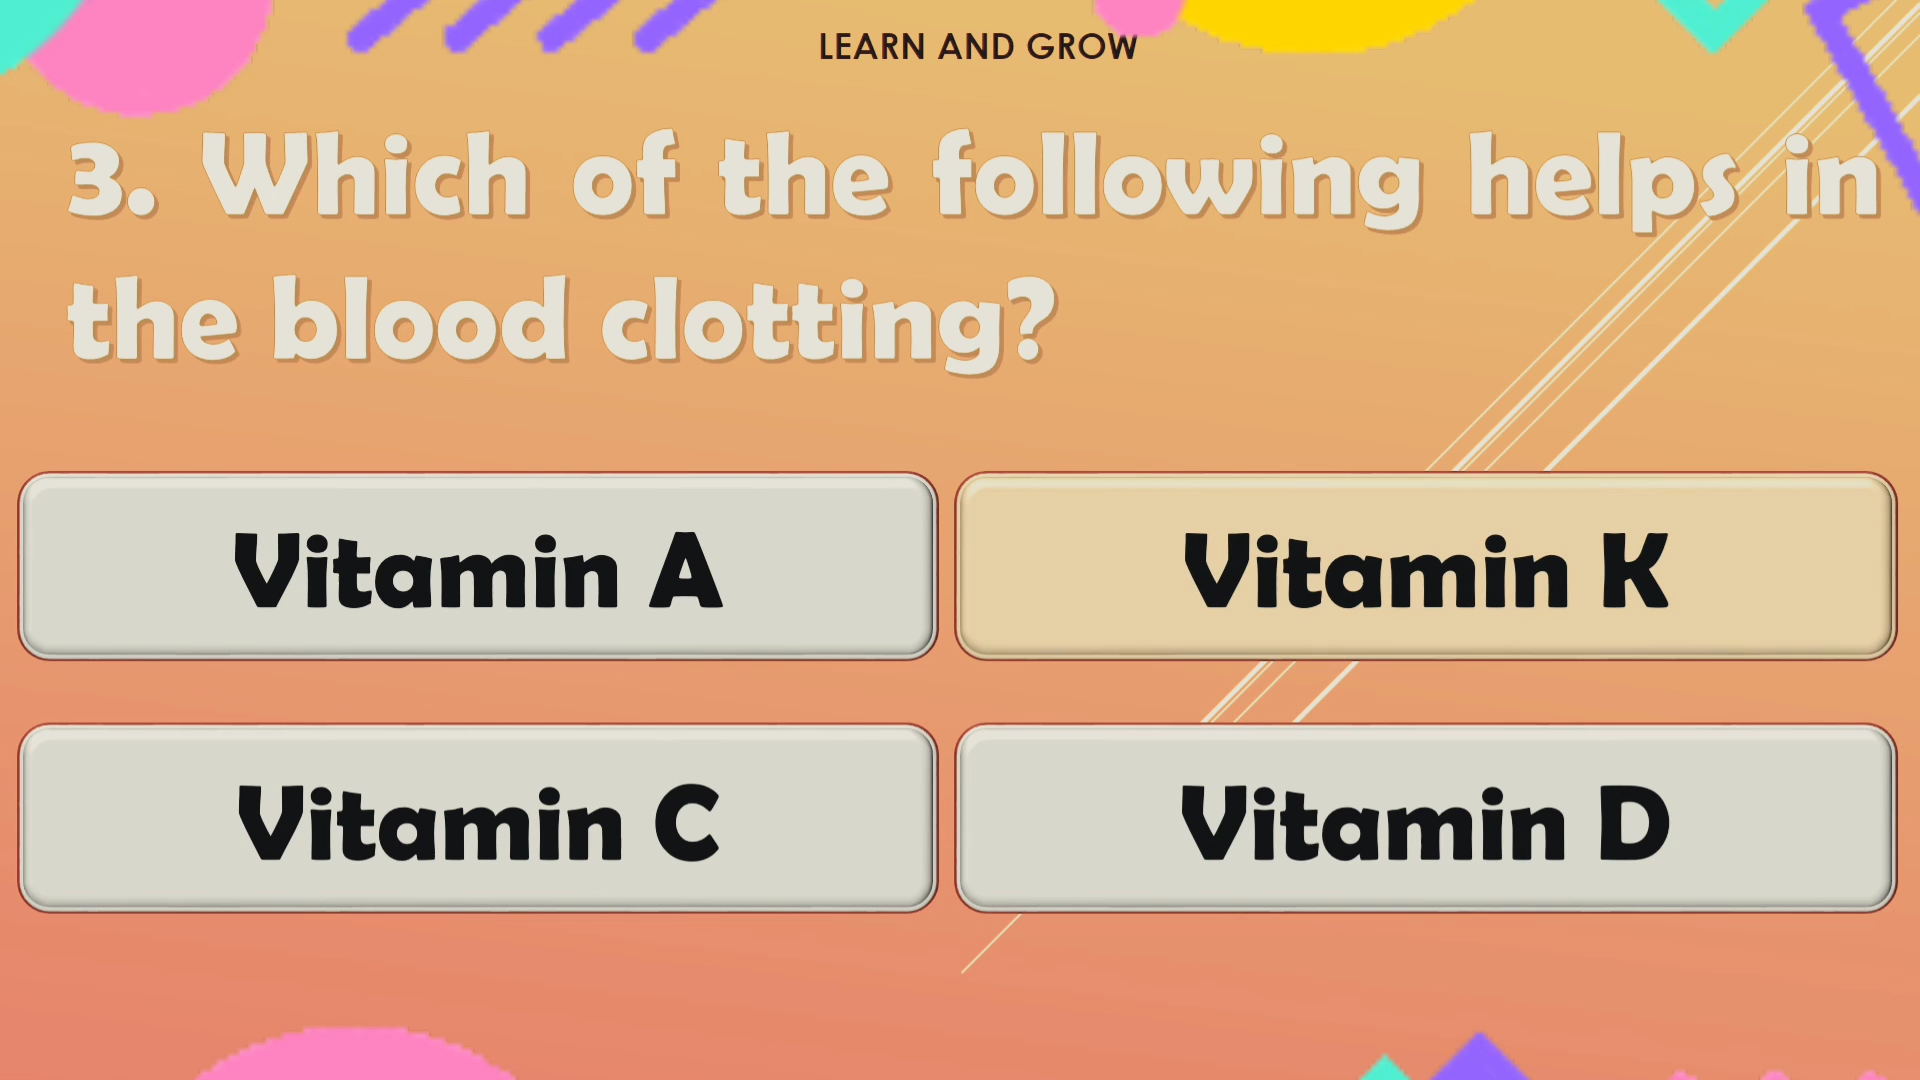 LEARN AND GROW
3. Which of the following helps in
the blood clotting?
Vitamin A
Vitamin K
Vitamin C
Vitamin D